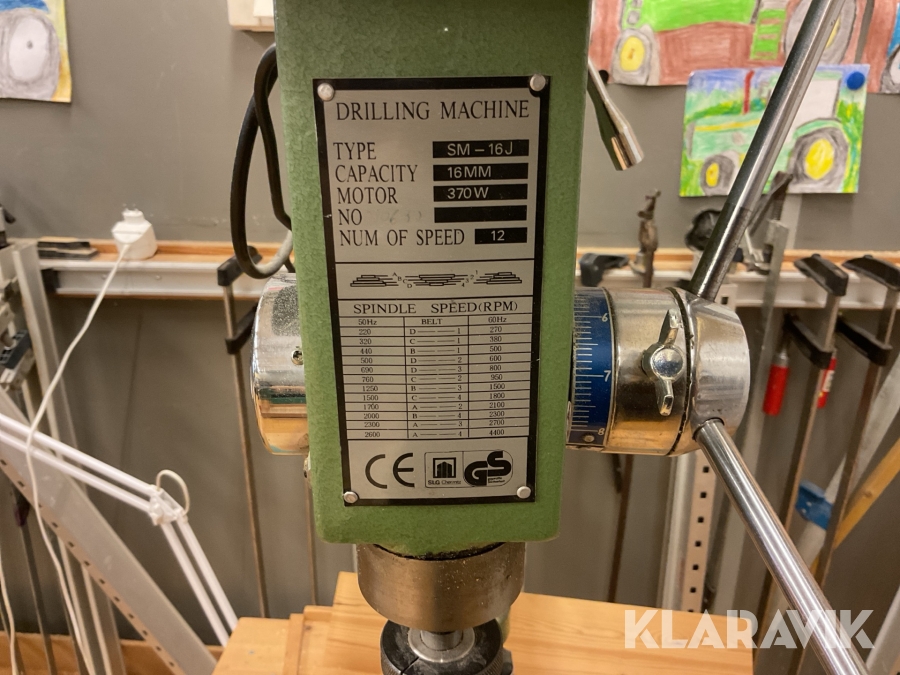 DRILLING MACHINE
TYPE SM-16J
CAPACITY 16MM
MOTOR 370W
NO
NUM OF SPEED 12
SPINDLE SPEED(RPM)
50Hz BELT 60Hz
220 D — 1 270
320 C — 1 380
440 B — 1 500
500 D — 2 600
690 D — 3 800
760 C — 2 950
1250 B — 3 1500
1500 C — 4 1800
1700 A — 2 2100
2000 B — 4 2300
2300 A — 3 2700
2600 A — 4 4400
CE SLG GS
6
7
8
KLARAVIK